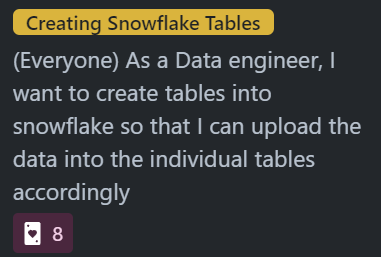 Creating Snowflake Tables
(Everyone) As a Data engineer, I
want to create tables into
snowflake so that I can upload the
data into the individual tables
accordingly
8